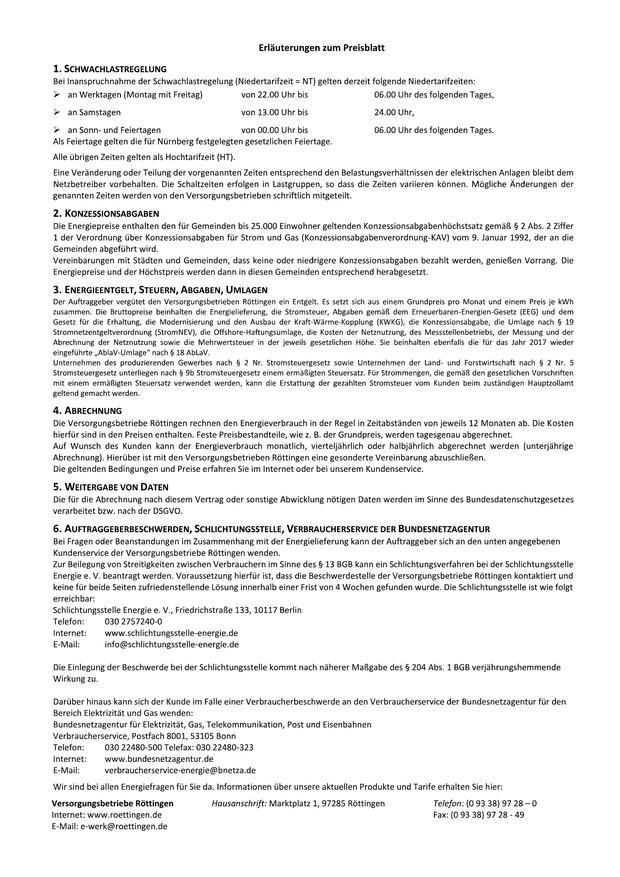 Erläuterungen zum Preisblatt
1. SCHWACHLASTREGELUNG
Bei Inanspruchnahme der Schwachlastregelung (Niedertarifzeit = NT) gelten derzeit folgende Niedertarifzeiten:
➢ an Werktagen (Montag mit Freitag) von 22.00 Uhr bis 06.00 Uhr des folgenden Tages,
➢ an Samstagen von 13.00 Uhr bis 24.00 Uhr,
➢ an Sonn- und Feiertagen von 00.00 Uhr bis 06.00 Uhr des folgenden Tages.
Als Feiertage gelten die für Nürnberg festgelegten gesetzlichen Feiertage.
Alle übrigen Zeiten gelten als Hochtarifzeit (HT).
Eine Veränderung oder Teilung der vorgenannten Zeiten entsprechend den Belastungsverhältnissen der elektrischen Anlagen bleibt dem
Netzbetreiber vorbehalten. Die Schaltzeiten erfolgen in Lastgruppen, so dass die Zeiten variieren können. Mögliche Änderungen der
genannten Zeiten werden von den Versorgungsbetrieben schriftlich mitgeteilt.
2. KONZESSIONSABGABEN
Die Energiepreise enthalten den für Gemeinden bis 25.000 Einwohner geltenden Konzessionsabgabenhöchstsatz gemäß § 2 Abs. 2 Ziffer
1 der Verordnung über Konzessionsabgaben für Strom und Gas (Konzessionsabgabenverordnung-KAV) vom 9. Januar 1992, der an die
Gemeinden abgeführt wird.
Vereinbarungen mit Städten und Gemeinden, dass keine oder niedrigere Konzessionsabgaben bezahlt werden, genießen Vorrang. Die
Energiepreise und der Höchstpreis werden dann in diesen Gemeinden entsprechend herabgesetzt.
3. ENERGIEENTGELT, STEUERN, ABGABEN, UMLAGEN
Der Auftraggeber vergütet den Versorgungsbetrieben Röttingen ein Entgelt. Es setzt sich aus einem Grundpreis pro Monat und einem Preis je kWh
zusammen. Die Bruttopreise beinhalten die Energielieferung, die Stromsteuer, Abgaben gemäß dem Erneuerbaren-Energien-Gesetz (EEG) und dem
Gesetz für die Erhaltung, die Modernisierung und den Ausbau der Kraft-Wärme-Kopplung (KWKG), die Konzessionsabgabe, die Umlage nach § 19
Stromnetzentgeltverordnung (StromNEV), die Offshore-Haftungsumlage, die Kosten der Netznutzung, des Messstellenbetriebs, der Messung und der
Abrechnung der Netznutzung sowie die Mehrwertsteuer in der jeweils gesetzlichen Höhe. Sie beinhalten ebenfalls die für das Jahr 2017 wieder
eingeführte „AblaV-Umlage" nach § 18 AbLaV.
Unternehmen des produzierenden Gewerbes nach § 2 Nr. Stromsteuergesetz sowie Unternehmen der Land- und Forstwirtschaft nach § 2 Nr. 5
Stromsteuergesetz unterliegen nach § 9b Stromsteuergesetz einem ermäßigten Steuersatz. Für Strommengen, die gemäß den gesetzlichen Vorschriften
mit einem ermäßigten Steuersatz verwendet werden, kann die Erstattung der gezahlten Stromsteuer vom Kunden beim zuständigen Hauptzollamt
geltend gemacht werden.
4. ABRECHNUNG
Die Versorgungsbetriebe Röttingen rechnen den Energieverbrauch in der Regel in Zeitabständen von jeweils 12 Monaten ab. Die Kosten
hierfür sind in den Preisen enthalten. Feste Preisbestandteile, wie z. B. der Grundpreis, werden tagesgenau abgerechnet.
Auf Wunsch des Kunden kann der Energieverbrauch monatlich, vierteljährlich oder halbjährlich abgerechnet werden (unterjährige
Abrechnung). Hierüber ist mit den Versorgungsbetrieben Röttingen eine gesonderte Vereinbarung abzuschließen.
Die geltenden Bedingungen und Preise erfahren Sie im Internet oder bei unserem Kundenservice.
5. WEITERGABE VON DATEN
Die für die Abrechnung nach diesem Vertrag oder sonstige Abwicklung nötigen Daten werden im Sinne des Bundesdatenschutzgesetzes
verarbeitet bzw. nach der DSGVO.
6. AUFTRAGGEBERBESCHWERDEN, SCHLICHTUNGSSTELLE, VERBRAUCHERSERVICE DER BUNDESNETZAGENTUR
Bei Fragen oder Beanstandungen im Zusammenhang mit der Energielieferung kann der Auftraggeber sich an den unten angegebenen
Kundenservice der Versorgungsbetriebe Röttingen wenden.
Zur Beilegung von Streitigkeiten zwischen Verbrauchern im Sinne des § 13 BGB kann ein Schlichtungsverfahren bei der Schlichtungsstelle
Energie e. V. beantragt werden. Voraussetzung hierfür ist, dass die Beschwerdestelle der Versorgungsbetriebe Röttingen kontaktiert und
keine für beide Seiten zufriedenstellende Lösung innerhalb einer Frist von 4 Wochen gefunden wurde. Die Schlichtungsstelle ist wie folgt
erreichbar:
Schlichtungsstelle Energie e. V., Friedrichstraße 133, 10117 Berlin
Telefon: 030 2757240-0
Internet: www.schlichtungsstelle-energie.de
E-Mail: info@schlichtungsstelle-energie.de
Die Einlegung der Beschwerde bei der Schlichtungsstelle kommt nach näherer Maßgabe des § 204 Abs. 1 BGB verjährungshemmende
Wirkung zu.
Darüber hinaus kann sich der Kunde im Falle einer Verbraucherbeschwerde an den Verbraucherservice der Bundesnetzagentur für den
Bereich Elektrizität und Gas wenden:
Bundesnetzagentur für Elektrizität, Gas, Telekommunikation, Post und Eisenbahnen
Verbraucherservice, Postfach 8001, 53105 Bonn
Telefon: 030 22480-500 Telefax: 030 22480-323
Internet: www.bundesnetzagentur.de
E-Mail: verbraucherservice-energie@bnetza.de
Wir sind bei allen Energiefragen für Sie da. Informationen über unsere aktuellen Produkte und Tarife erhalten Sie hier:
Versorgungsbetriebe Röttingen Hausanschrift: Marktplatz 1, 97285 Röttingen Telefon: (0 93 38) 97 28 – 0
Internet: www.roettingen.de Fax: (0 93 38) 97 28 - 49
E-Mail: e-werk@roettingen.de